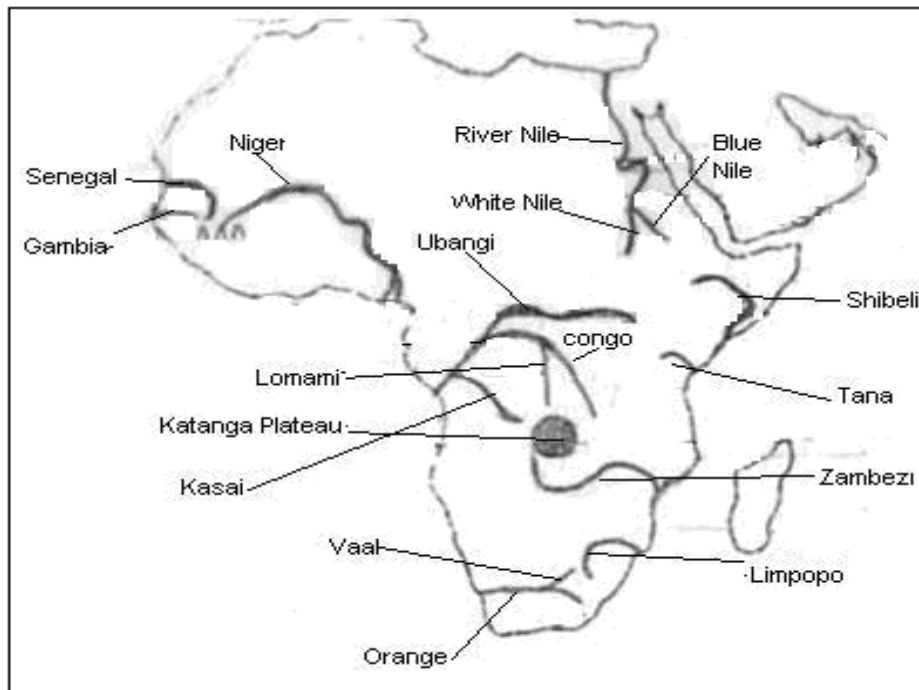 River Nile
Blue
Nile
Niger
Senegal
White Nile
Gambia
Ubangi
Shibeli
congo
Lomami
Tana
Katanga Plateau
Zambezi
Kasai
Vaal
Limpopo
Orange